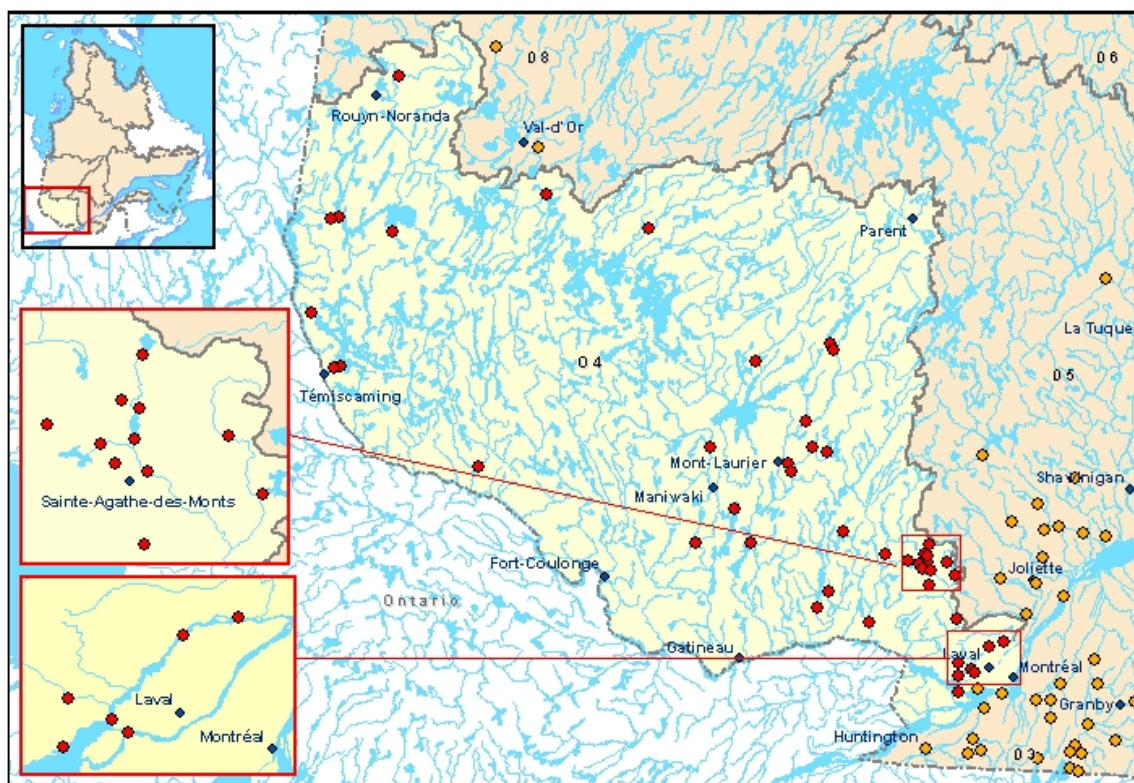 0 8
0 6
Rouyn-Noranda
Val-d'Or
Parent
La Tuque
0 4
0 5
Témiscaming
Mont-Laurier
Maniwaki
Shawinigan
Sainte-Agathe-des-Monts
Fort-Coulonge
Joliette
Ontario
Gatineau
Laval
Montréal
Laval
Montréal
Granby
Huntington
0 3